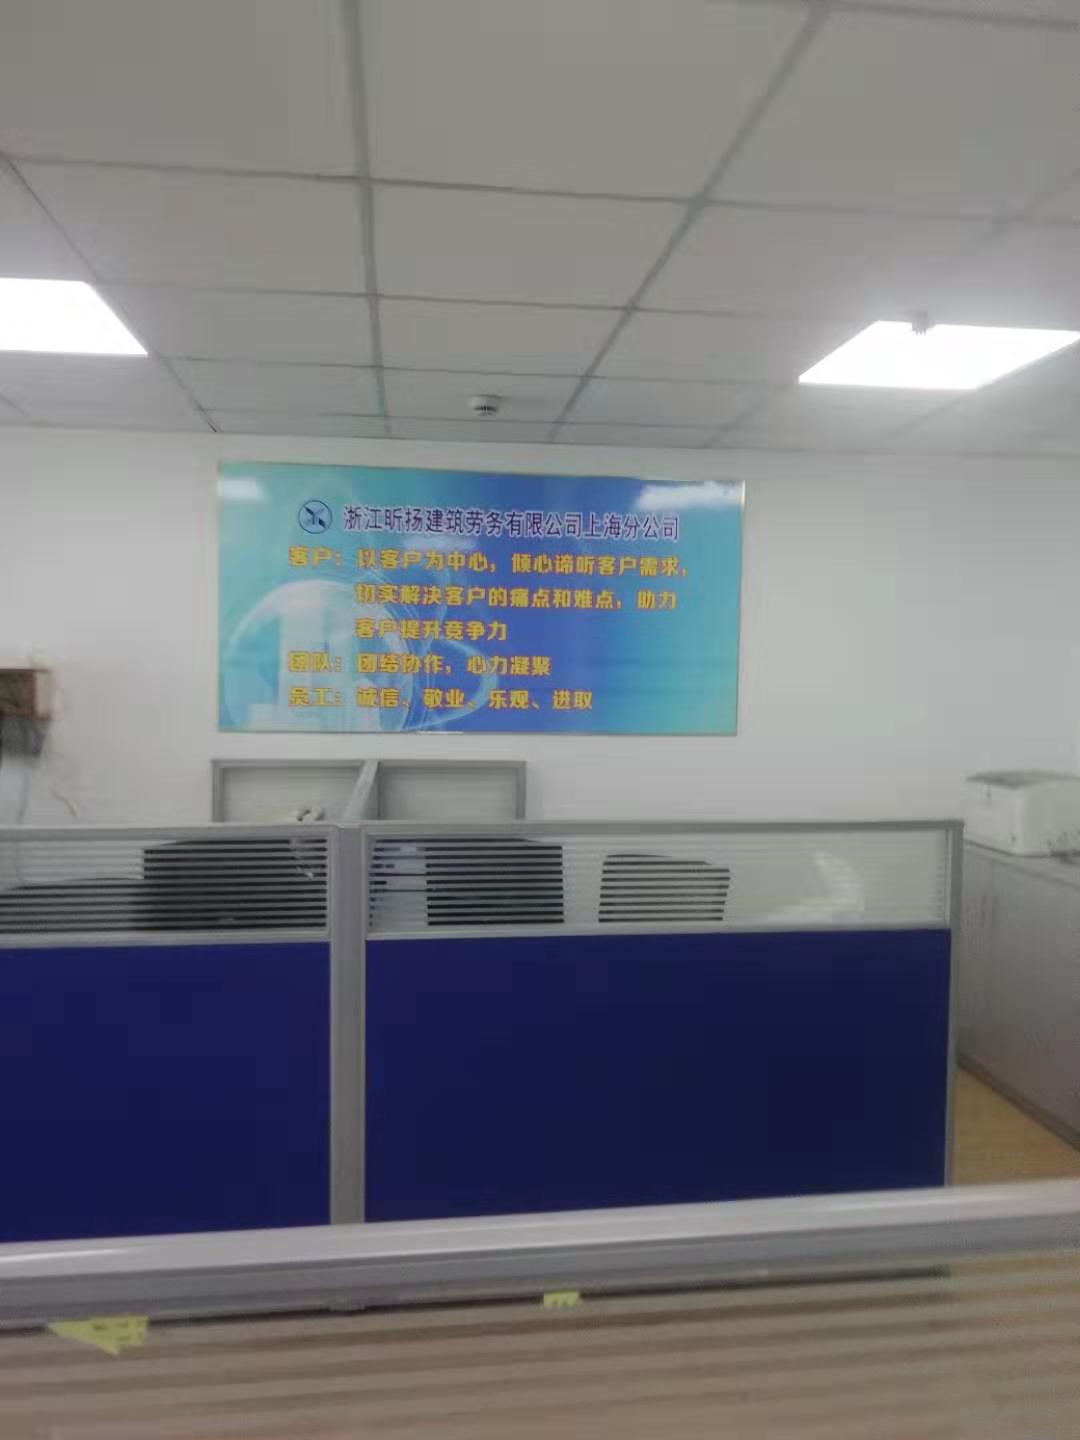 浙江昕扬建筑劳务有限公司上海分公司
客户：以客户为中心，倾心谛听客户需求，
切实解决客户的痛点和难点，助力
客户提升竞争力
团队：团结协作，心力凝聚
员工：诚信、敬业、乐观、进取